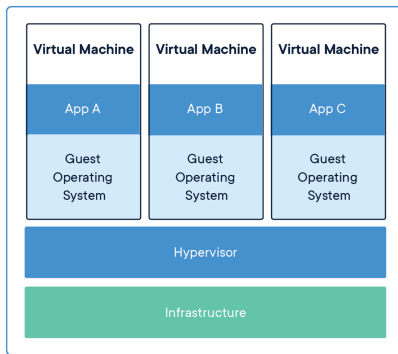 Virtual Machine
Virtual Machine
Virtual Machine
App A
App B
App C
Guest
Operating
System
Guest
Operating
System
Guest
Operating
System
Hypervisor
Infrastructure